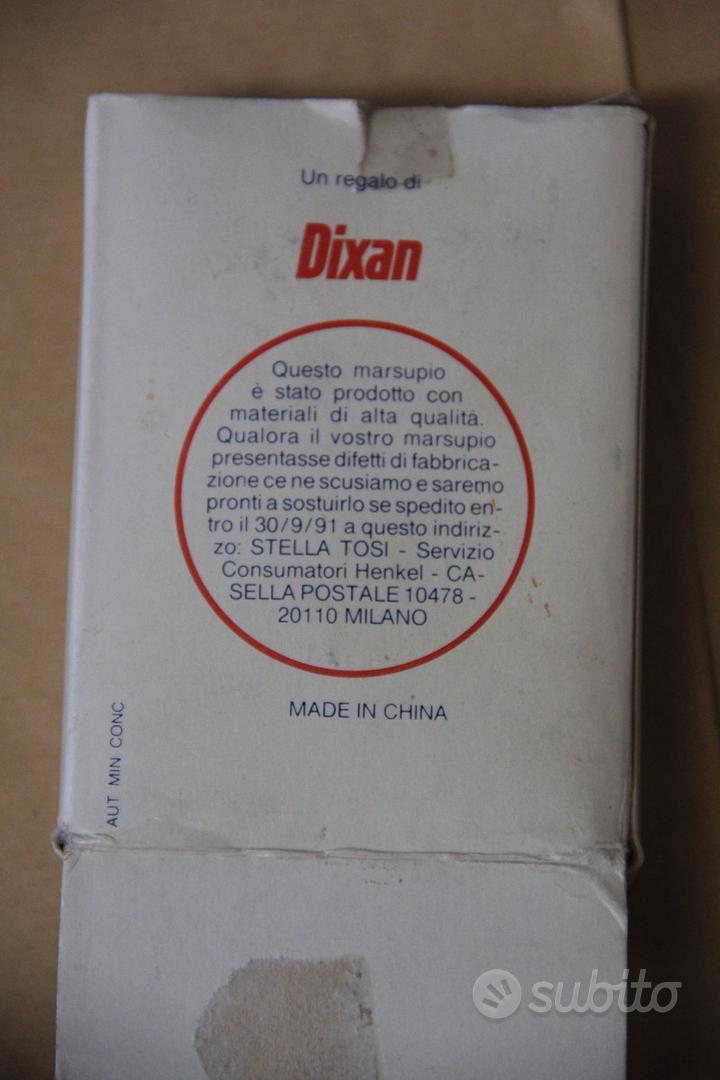 Un regalo di
Dixan
Questo marsupio
è stato prodotto con
materiali di alta qualità.
Qualora il vostro marsupio
presentasse difetti di fabbrica-
zione ce ne scusiamo e saremo
pronti a sostuirlo se spedito en-
tro il 30/9/91 a questo indiriz-
zo: STELLA TOSI - Servizio
Consumatori Henkel - CA-
SELLA POSTALE 10478 -
20110 MILANO
MADE IN CHINA
AUT MIN CONC
subito